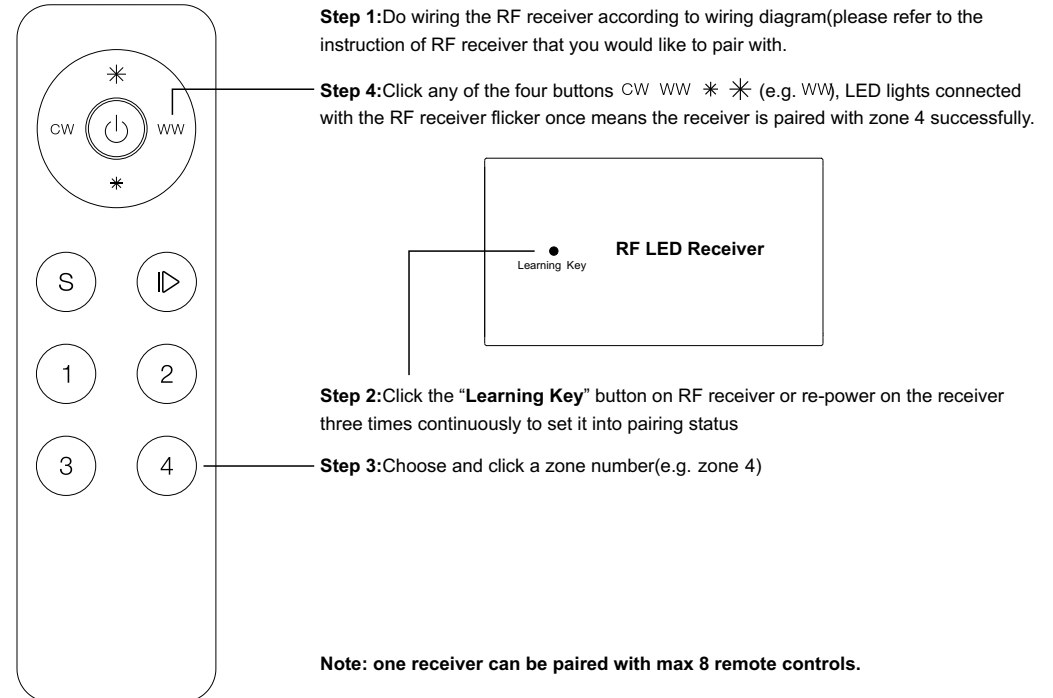 CW
WW
S
1
2
3
4
Step 1:Do wiring the RF receiver according to wiring diagram(please refer to the
instruction of RF receiver that you would like to pair with.
Step 4:Click any of the four buttons CW WW (e.g. WW), LED lights connected
with the RF receiver flicker once means the receiver is paired with zone 4 successfully.
RF LED Receiver
Learning Key
Step 2:Click the “Learning Key” button on RF receiver or re-power on the receiver
three times continuously to set it into pairing status
Step 3:Choose and click a zone number(e.g. zone 4)
Note: one receiver can be paired with max 8 remote controls.